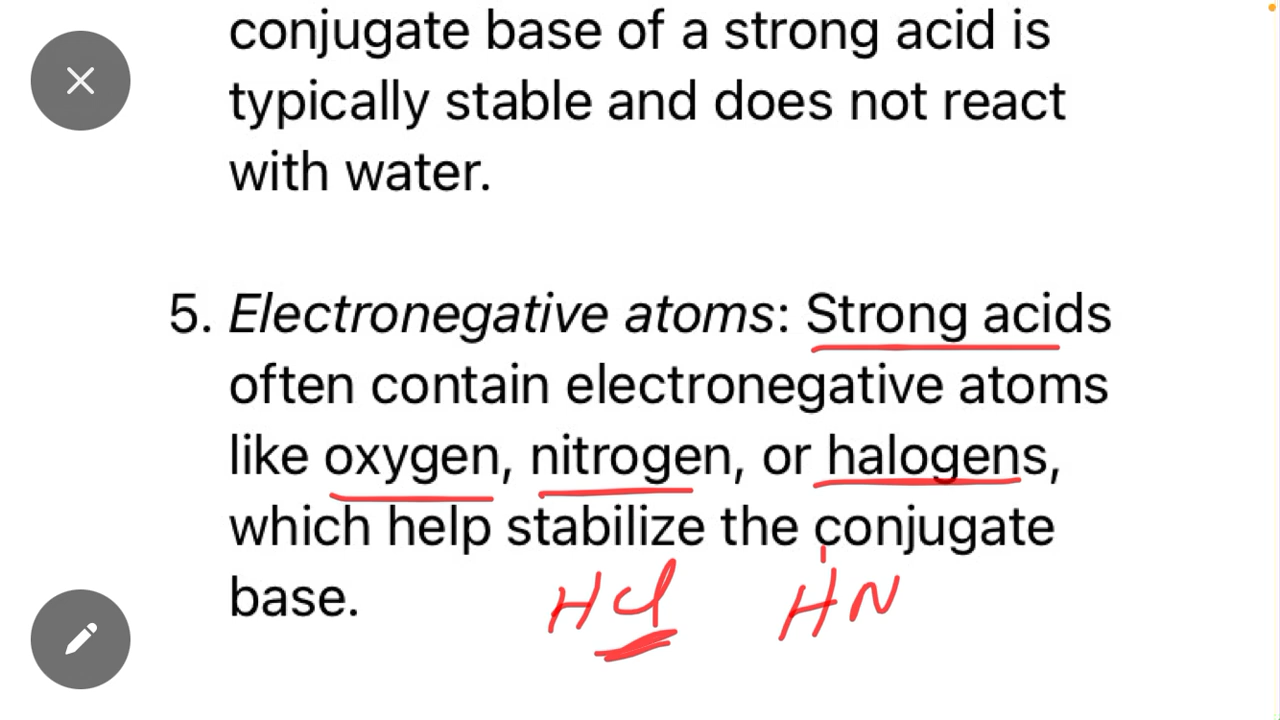 conjugate base of a strong acid is
typically stable and does not react
with water.
5. Electronegative atoms: Strong acids
often contain electronegative atoms
like oxygen, nitrogen, or halogens,
which help stabilize the conjugate
base.
HCl HN